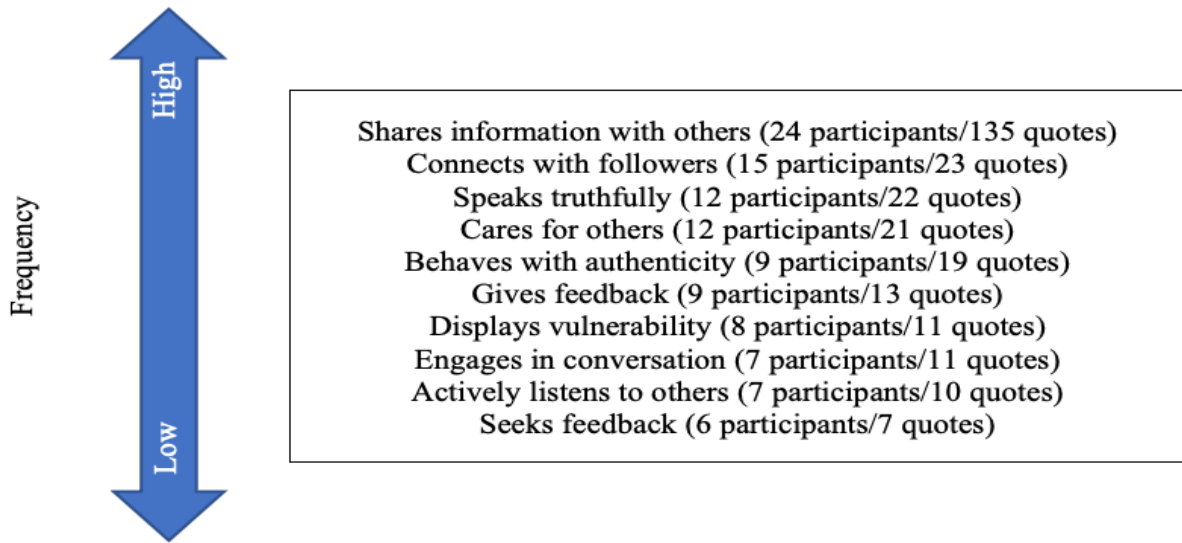 Frequency
High
Low
Shares information with others (24 participants/135 quotes)
Connects with followers (15 participants/23 quotes)
Speaks truthfully (12 participants/22 quotes)
Cares for others (12 participants/21 quotes)
Behaves with authenticity (9 participants/19 quotes)
Gives feedback (9 participants/13 quotes)
Displays vulnerability (8 participants/11 quotes)
Engages in conversation (7 participants/11 quotes)
Actively listens to others (7 participants/10 quotes)
Seeks feedback (6 participants/7 quotes)